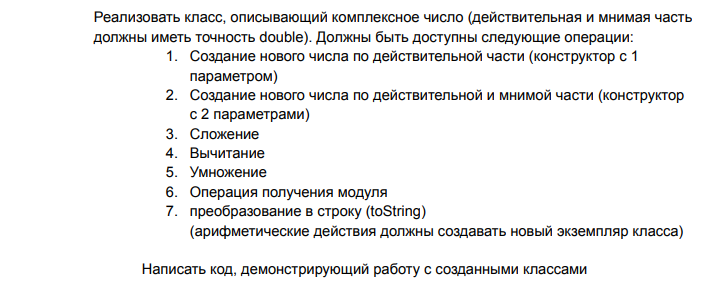 Реализовать класс, описывающий комплексное число (действительная и мнимая часть
должны иметь точность double). Должны быть доступны следующие операции:
1. Создание нового числа по действительной части (конструктор с 1
параметром)
2. Создание нового числа по действительной и мнимой части (конструктор
с 2 параметрами)
3. Сложение
4. Вычитание
5. Умножение
6. Операция получения модуля
7. преобразование в строку (toString)
(арифметические действия должны создавать новый экземпляр класса)
Написать код, демонстрирующий работу с созданными классами